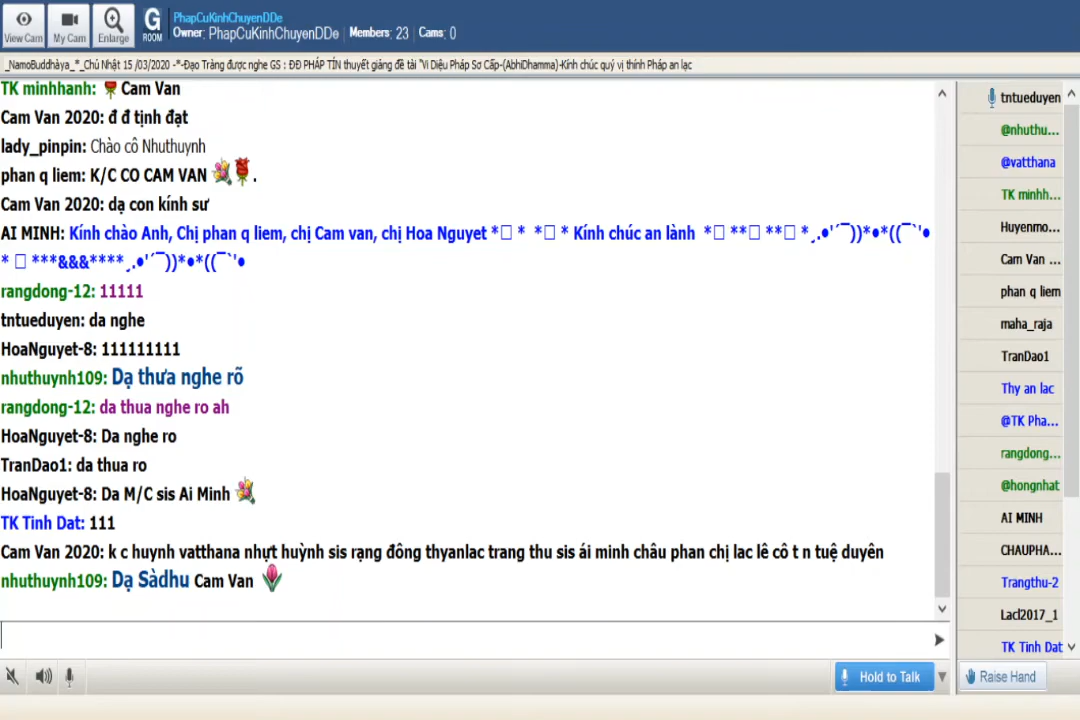 View Cam
My Cam
Enlarge
G
ROOM
PhapCuKinhChuyenDDe
Owner: PhapCuKinhChuyenDDe Members: 23 Cams: 0
_NamoBuddhàya_*_Chủ Nhật 15 /03/2020 -*-Đạo Tràng được nghe GS : ĐĐ PHÁP TÍN thuyết giảng đề tài "Vi Diệu Pháp Sơ Cấp-(AbhiDhamma)-Kính chúc quý vị thính Pháp an lạc
TK minhhanh: Cam Van
Cam Van 2020: đ đ tịnh đạt
lady_pinpin: Chào cô Nhuthuynh
phan q liem: K/C CO CAM VAN .
Cam Van 2020: dạ con kính sư
AI MINH: Kính chào Anh, Chị phan q liem, chị Cam van, chị Hoa Nguyet *□ * *□ * Kính chúc an lành *□ **□ **□ *¸.•'´¯))*•*((¯`'•
* □ ***&&&****¸.•'´¯))*•*((¯`'•
rangdong-12: 11111
tntueduyen: da nghe
HoaNguyet-8: 111111111
nhuthuynh109: Dạ thưa nghe rõ
rangdong-12: da thua nghe ro ah
HoaNguyet-8: Da nghe ro
TranDao1: da thua ro
HoaNguyet-8: Da M/C sis Ai Minh
TK Tinh Dat: 111
Cam Van 2020: k c huynh vatthana nhựt huỳnh sis rạng đông thyanlac trang thu sis ái minh châu phan chị lac lê cô t n tuệ duyên
nhuthuynh109: Dạ Sàdhu Cam Van
Hold to Talk
tntueduyen
@nhuthu...
@vatthana
TK minhh...
Huyenmo...
Cam Van ...
phan q liem
maha_raja
TranDao1
Thy an lac
@TK Pha...
rangdong...
@hongnhat
AI MINH
CHAUPHA...
Trangthu-2
Lacl2017_1
TK Tinh Dat
Raise Hand